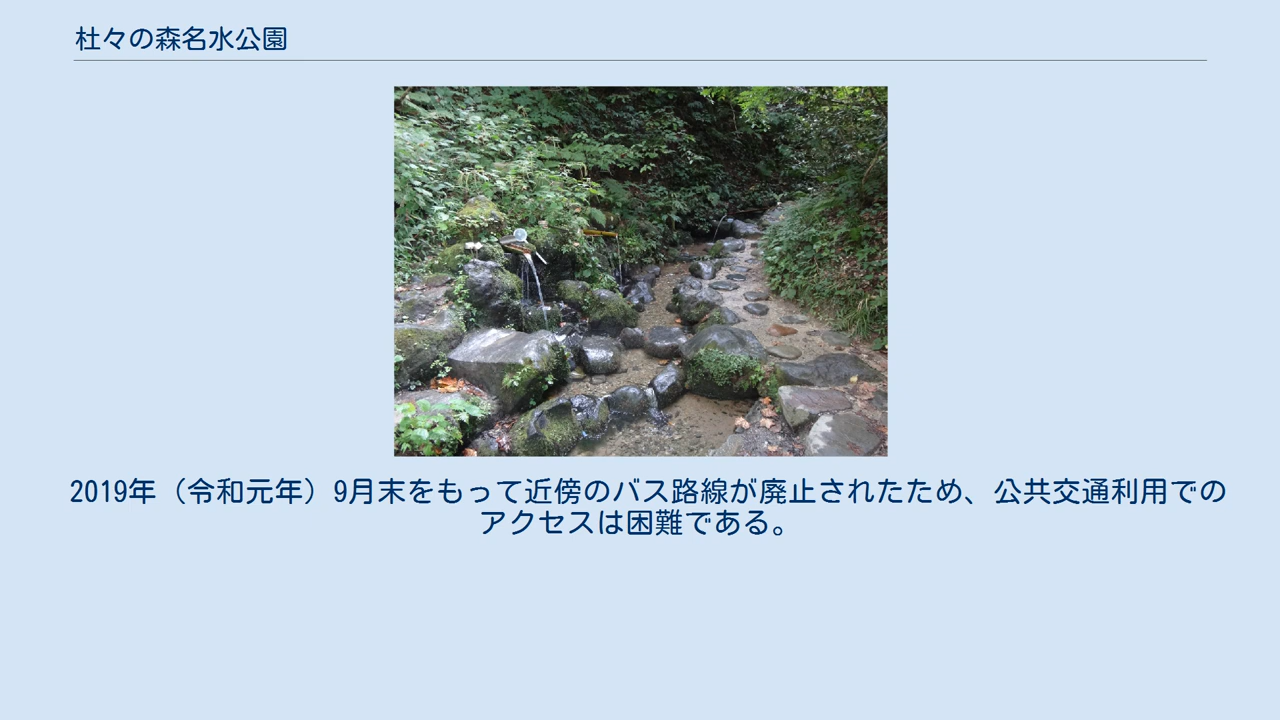 杜々の森名水公園
2019年（令和元年）9月末をもって近傍のバス路線が廃止されたため、公共交通利用での
アクセスは困難である。